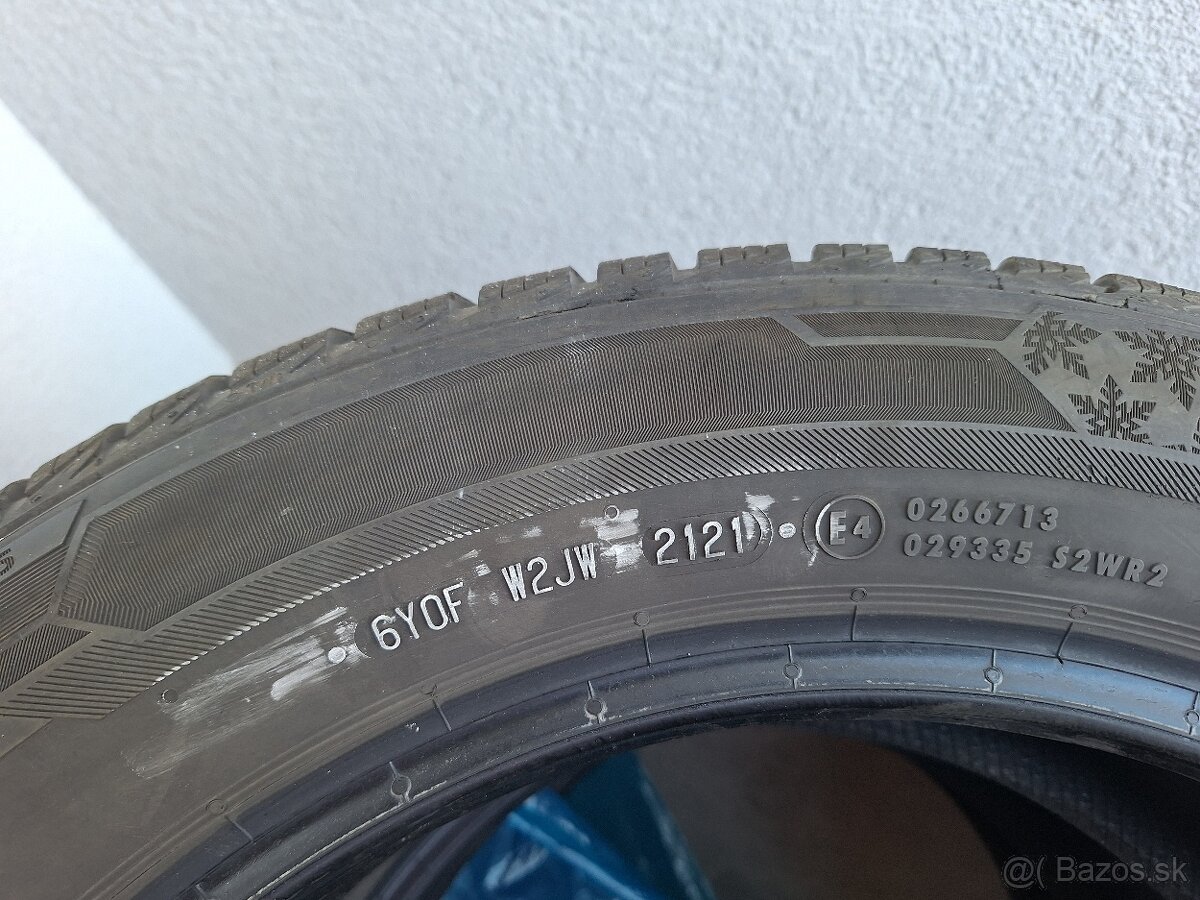 6Y0F W2JW 2121
E4
0266713
029335 S2WR2
@( Bazos.sk